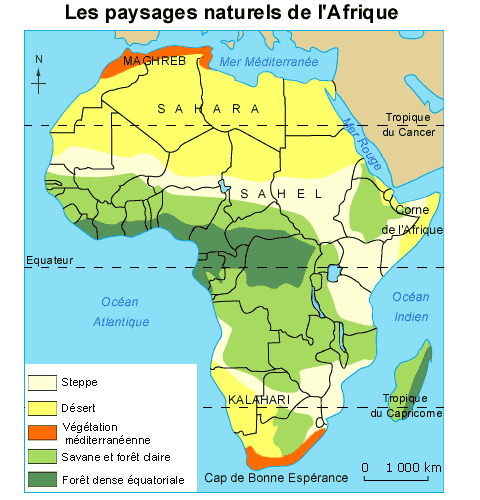 Les paysages naturels de l'Afrique
N
MAGHREB
Mer Méditerranée
SAHARA
Tropique
du Cancer
Mer Rouge
SAHEL
Corne
de l'Afrique
Equateur
Océan
Atlantique
Océan
Indien
KALAHARI
Tropique
du Capricorne
Cap de Bonne Espérance
0 1 000 km
Steppe
Désert
Végétation
méditerranéenne
Savane et forêt claire
Forêt dense équatoriale